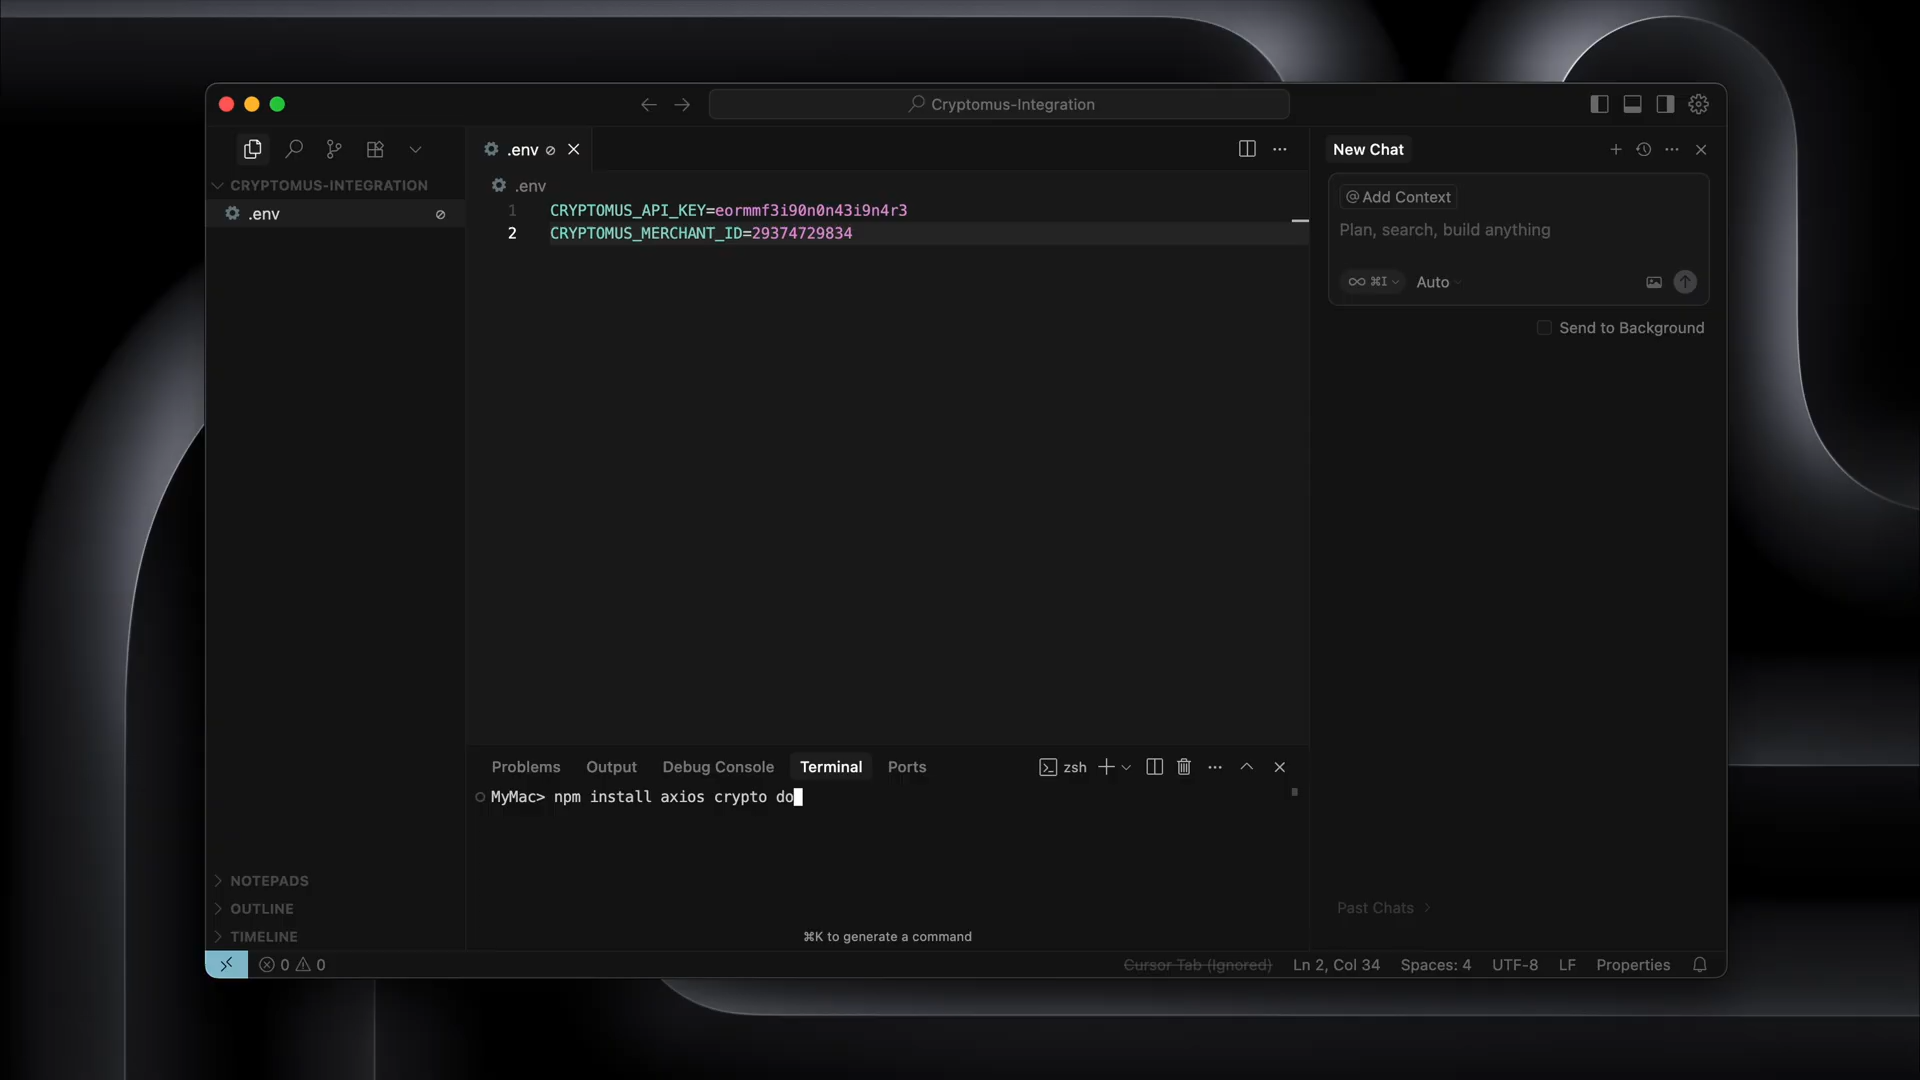 Cryptomus-Integration
CRYPTOMUS-INTEGRATION
.env
.env
.env
1 CRYPTOMUS_API_KEY=eormmf3i90n0n43i9n4r3
2 CRYPTOMUS_MERCHANT_ID=29374729834
NOTEPADS
OUTLINE
TIMELINE
Problems Output Debug Console Terminal Ports
zsh
MyMac> npm install axios crypto do
⌘K to generate a command
New Chat
@ Add Context
Plan, search, build anything
∞ ⌘I Auto
Send to Background
Past Chats
0 0
Cursor Tab (Ignored) Ln 2, Col 34 Spaces: 4 UTF-8 LF Properties